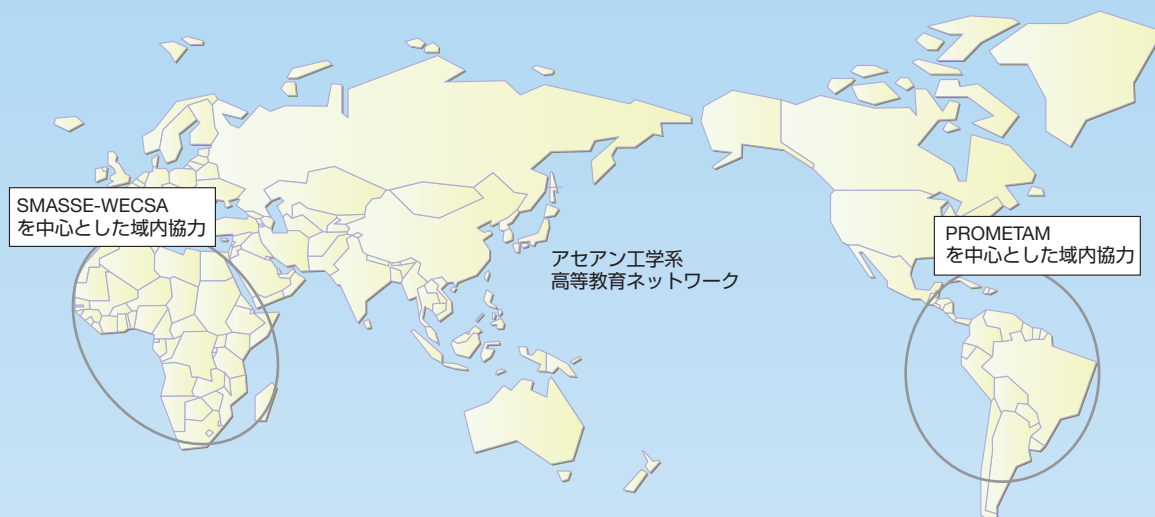 SMASSE-WECSA
を中心とした域内協力
アセアン工学系
高等教育ネットワーク
PROMETAM
を中心とした域内協力